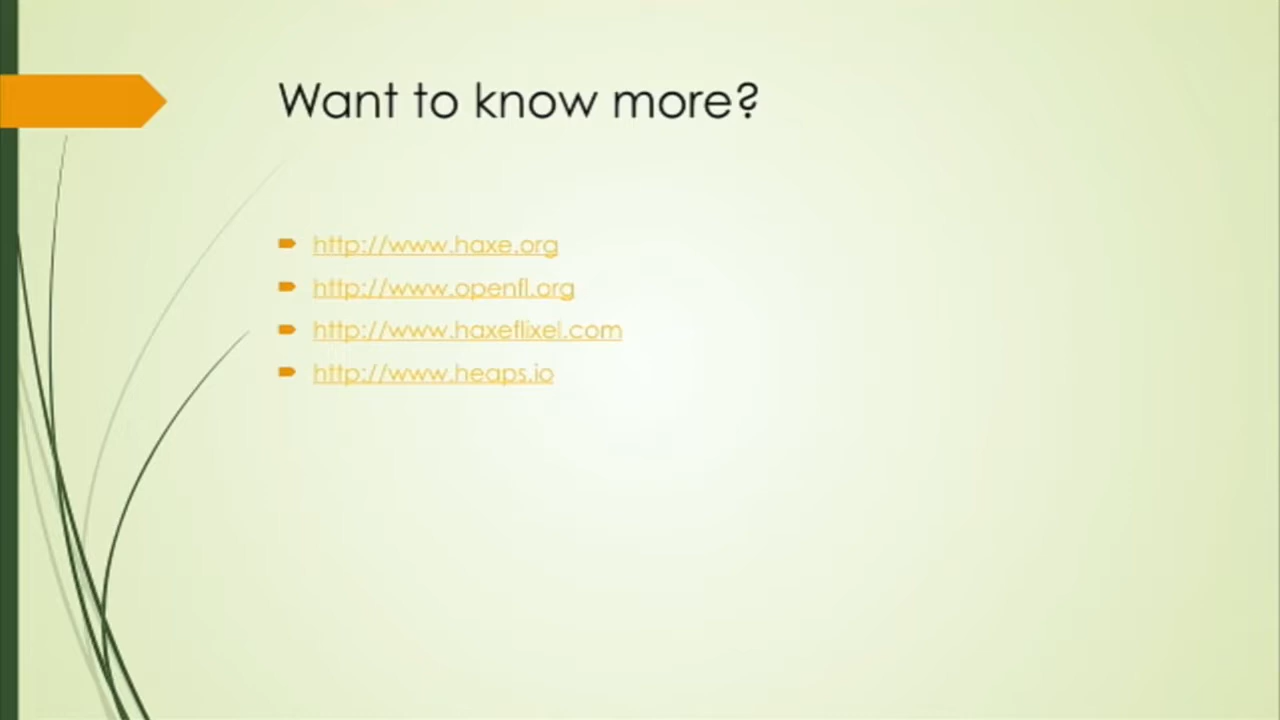 Want to know more?
http://www.haxe.org
http://www.openfl.org
http://www.haxeflixel.com
http://www.heaps.io